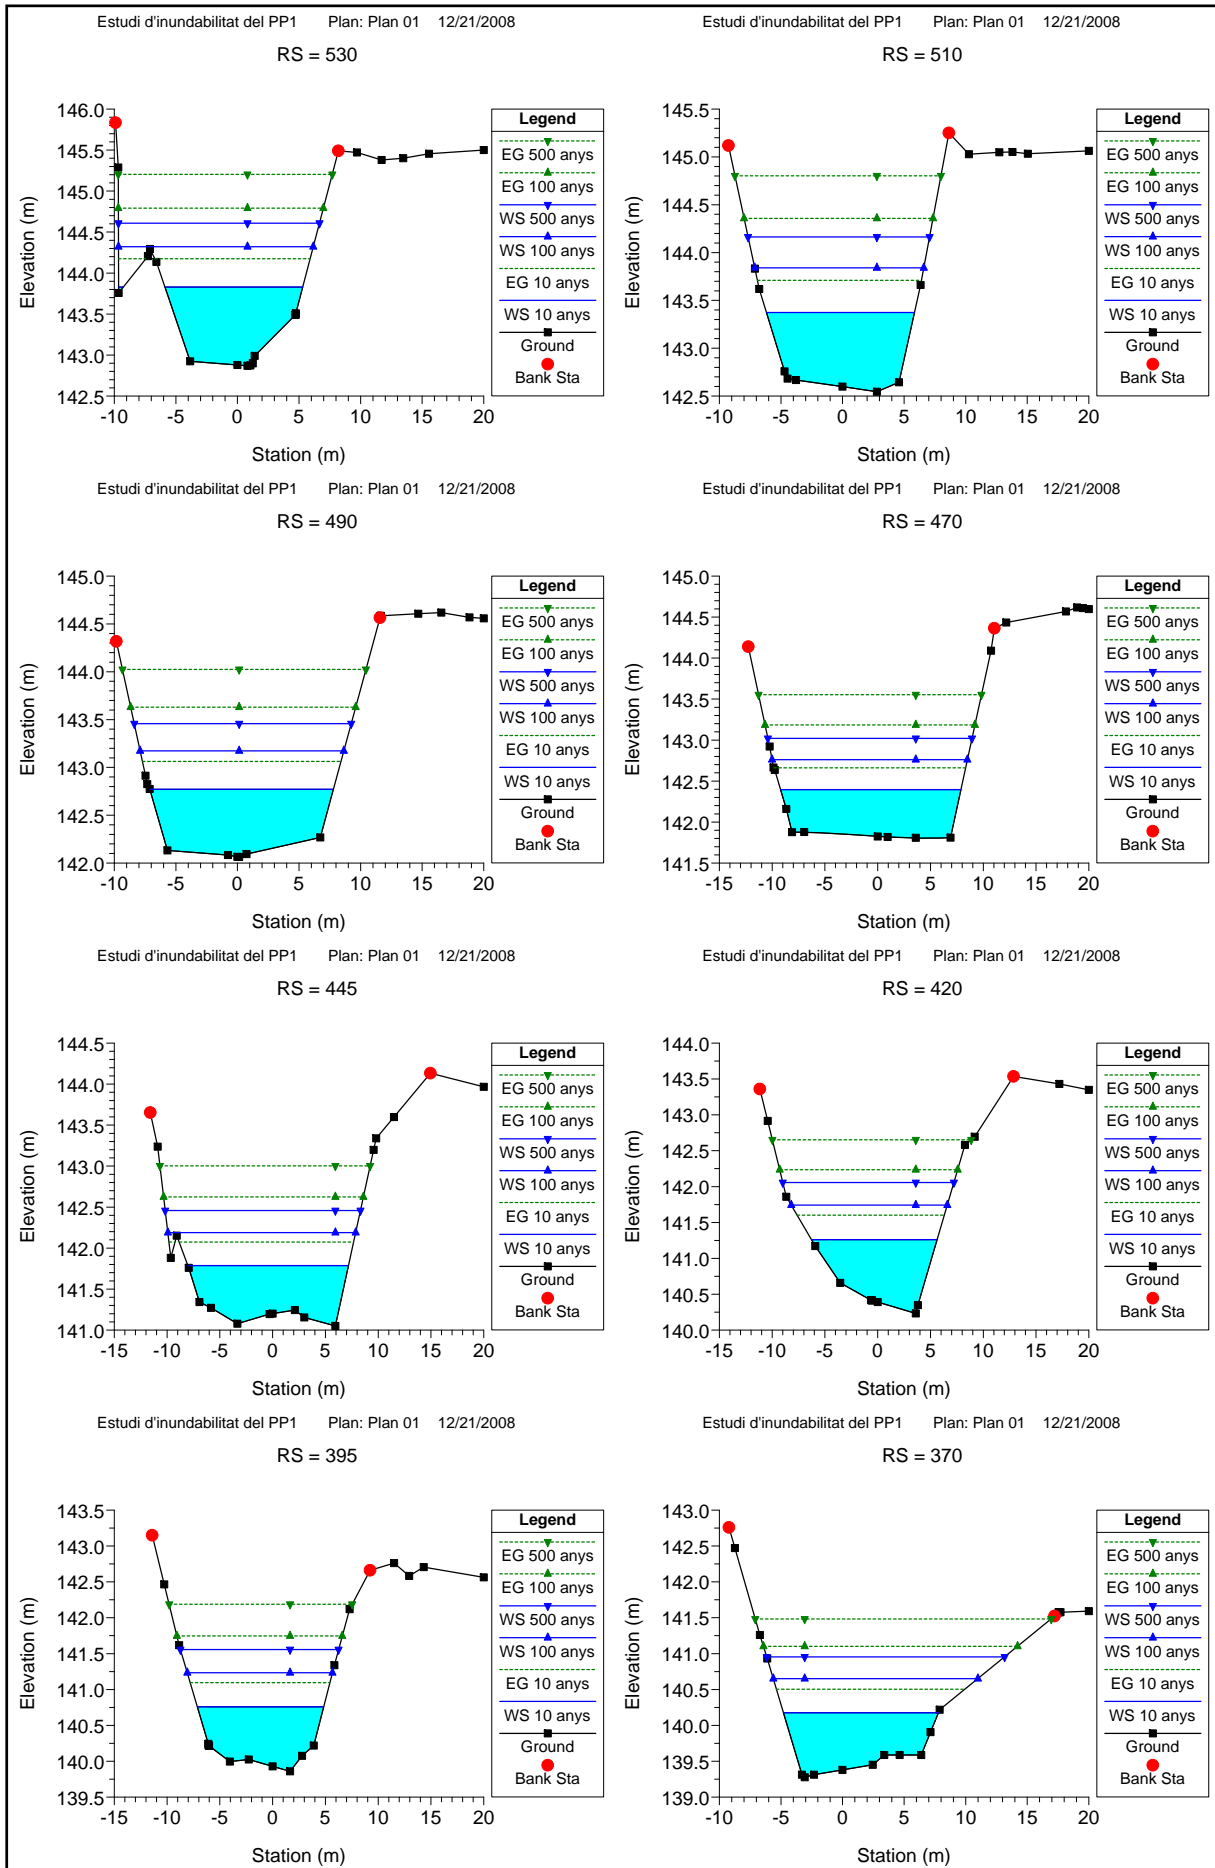 Estudi d'inundabilitat del PP1 Plan: Plan 01 12/21/2008
RS = 530
146.0
145.5
145.0
144.5
144.0
143.5
143.0
142.5
-10 -5 0 5 10 15 20
Station (m)
Elevation (m)
Legend
EG 500 anys
EG 100 anys
WS 500 anys
WS 100 anys
EG 10 anys
WS 10 anys
Ground
Bank Sta
Estudi d'inundabilitat del PP1 Plan: Plan 01 12/21/2008
RS = 510
145.5
145.0
144.5
144.0
143.5
143.0
142.5
-10 -5 0 5 10 15 20
Station (m)
Elevation (m)
Legend
EG 500 anys
EG 100 anys
WS 500 anys
WS 100 anys
EG 10 anys
WS 10 anys
Ground
Bank Sta
Estudi d'inundabilitat del PP1 Plan: Plan 01 12/21/2008
RS = 490
145.0
144.5
144.0
143.5
143.0
142.5
142.0
-10 -5 0 5 10 15 20
Station (m)
Elevation (m)
Legend
EG 500 anys
EG 100 anys
WS 500 anys
WS 100 anys
EG 10 anys
WS 10 anys
Ground
Bank Sta
Estudi d'inundabilitat del PP1 Plan: Plan 01 12/21/2008
RS = 470
145.0
144.5
144.0
143.5
143.0
142.5
142.0
141.5
-15 -10 -5 0 5 10 15 20
Station (m)
Elevation (m)
Legend
EG 500 anys
EG 100 anys
WS 500 anys
WS 100 anys
EG 10 anys
WS 10 anys
Ground
Bank Sta
Estudi d'inundabilitat del PP1 Plan: Plan 01 12/21/2008
RS = 445
144.5
144.0
143.5
143.0
142.5
142.0
141.5
141.0
-15 -10 -5 0 5 10 15 20
Station (m)
Elevation (m)
Legend
EG 500 anys
EG 100 anys
WS 500 anys
WS 100 anys
EG 10 anys
WS 10 anys
Ground
Bank Sta
Estudi d'inundabilitat del PP1 Plan: Plan 01 12/21/2008
RS = 420
144.0
143.5
143.0
142.5
142.0
141.5
141.0
140.5
140.0
-15 -10 -5 0 5 10 15 20
Station (m)
Elevation (m)
Legend
EG 500 anys
EG 100 anys
WS 500 anys
WS 100 anys
EG 10 anys
WS 10 anys
Ground
Bank Sta
Estudi d'inundabilitat del PP1 Plan: Plan 01 12/21/2008
RS = 395
143.5
143.0
142.5
142.0
141.5
141.0
140.5
140.0
139.5
-15 -10 -5 0 5 10 15 20
Station (m)
Elevation (m)
Legend
EG 500 anys
EG 100 anys
WS 500 anys
WS 100 anys
EG 10 anys
WS 10 anys
Ground
Bank Sta
Estudi d'inundabilitat del PP1 Plan: Plan 01 12/21/2008
RS = 370
143.0
142.5
142.0
141.5
141.0
140.5
140.0
139.5
139.0
-10 -5 0 5 10 15 20
Station (m)
Elevation (m)
Legend
EG 500 anys
EG 100 anys
WS 500 anys
WS 100 anys
EG 10 anys
WS 10 anys
Ground
Bank Sta